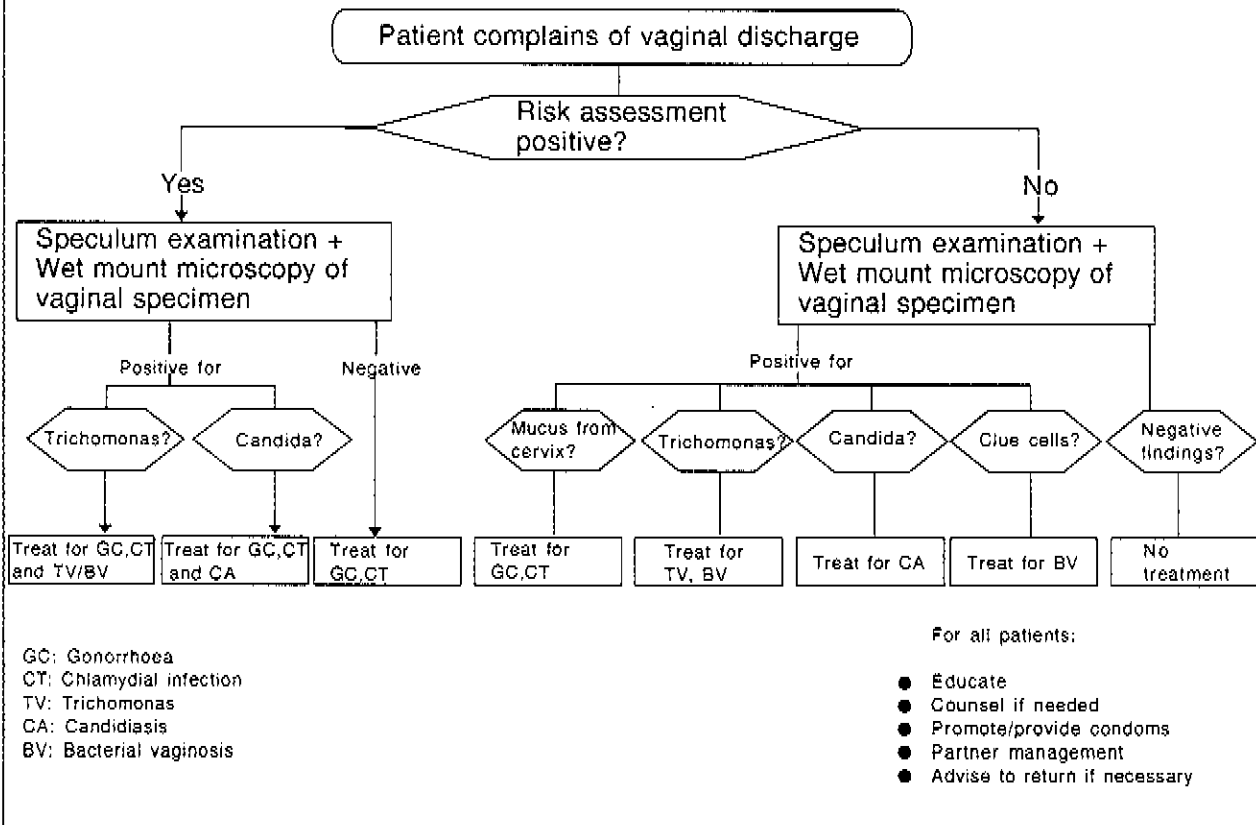 Patient complains of vaginal discharge
Risk assessment
positive?
Yes
No
Speculum examination +
Wet mount microscopy of
vaginal specimen
Speculum examination +
Wet mount microscopy of
vaginal specimen
Positive for
Negative
Positive for
Trichomonas?
Candida?
Mucus from
cervix?
Trichomonas?
Candida?
Clue cells?
Negative
findings?
Treat for GC,CT
and TV/BV
Treat for GC,CT
and CA
Treat for
GC,CT
Treat for
GC,CT
Treat for
TV, BV
Treat for CA
Treat for BV
No
treatment
GC: Gonorrhoea
CT: Chlamydial infection
TV: Trichomonas
CA: Candidiasis
BV: Bacterial vaginosis
For all patients:
● Educate
● Counsel if needed
● Promote/provide condoms
● Partner management
● Advise to return if necessary